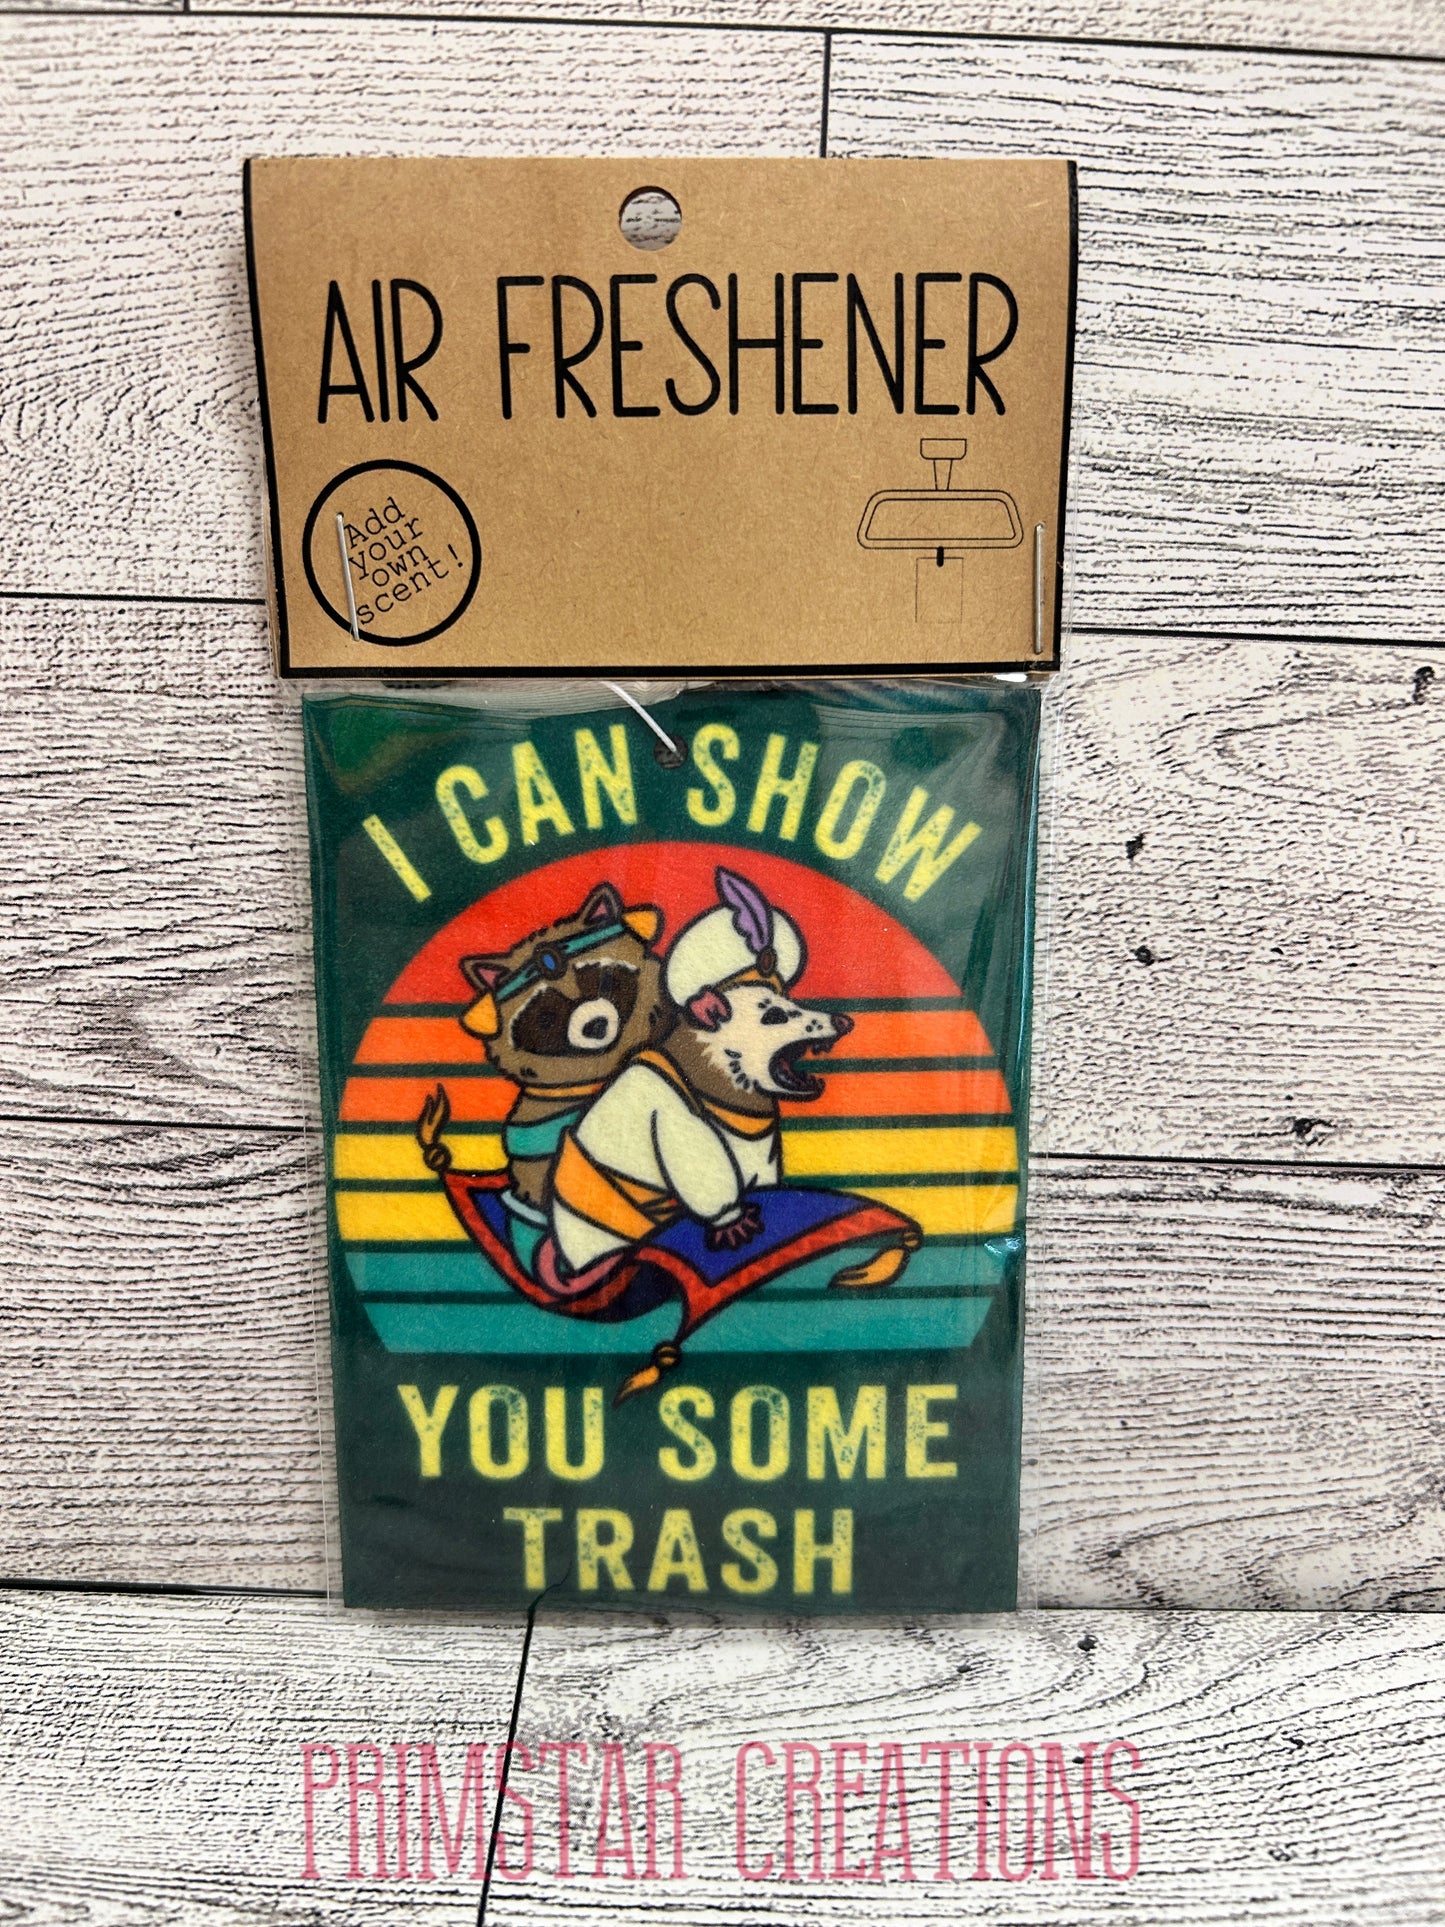 AIR FRESHENER
Add
your
own
scent!
I CAN SHOW
YOU SOME
TRASH
PRIMSTAR CREATIONS